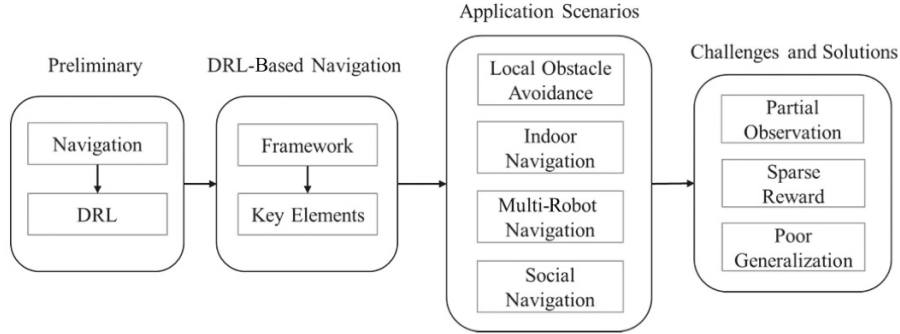 Preliminary
Navigation
DRL
DRL-Based Navigation
Framework
Key Elements
Application Scenarios
Local Obstacle
Avoidance
Indoor
Navigation
Multi-Robot
Navigation
Social
Navigation
Challenges and Solutions
Partial
Observation
Sparse
Reward
Poor
Generalization